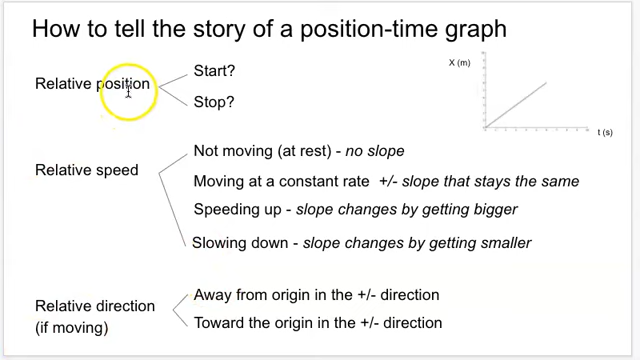 How to tell the story of a position-time graph
X (m)
t (s)
Relative position
Start?
Stop?
Relative speed
Not moving (at rest) - no slope
Moving at a constant rate +/- slope that stays the same
Speeding up - slope changes by getting bigger
Slowing down - slope changes by getting smaller
Relative direction
(if moving)
Away from origin in the +/- direction
Toward the origin in the +/- direction